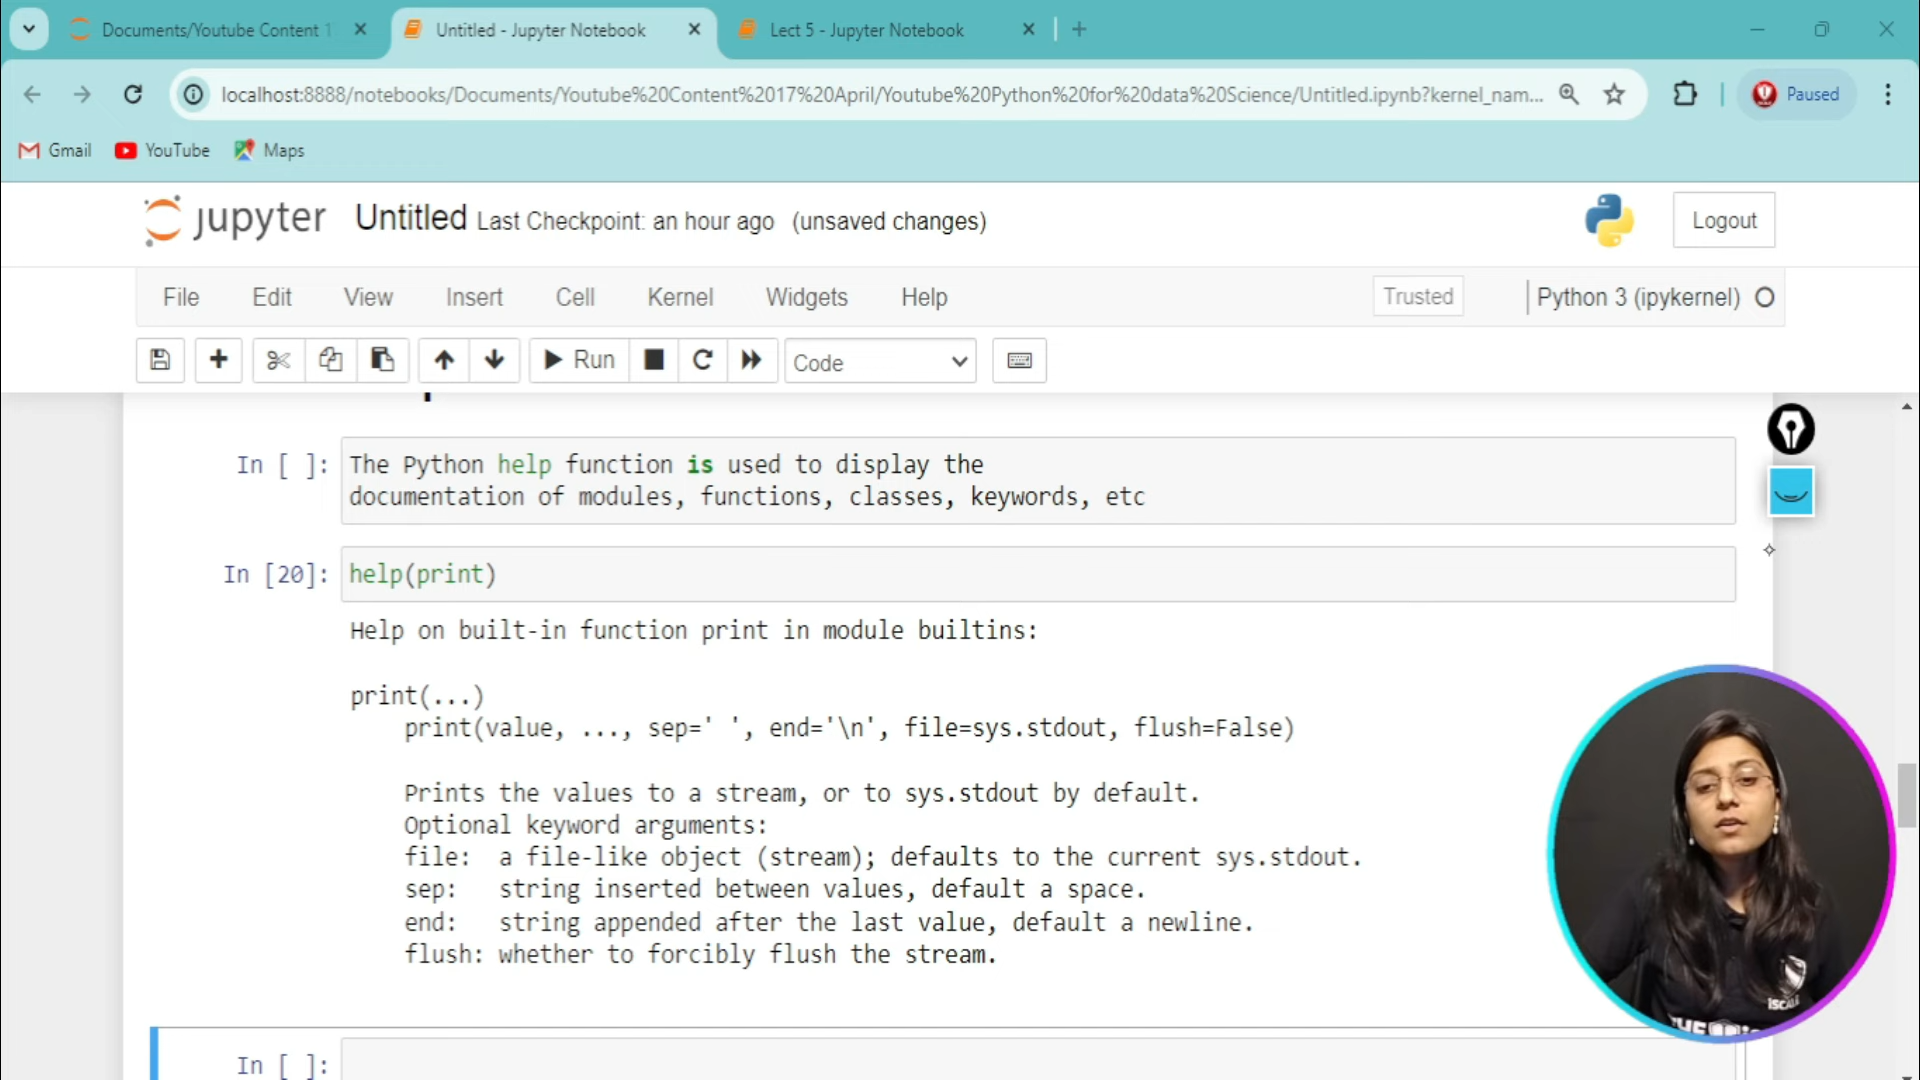 Documents/Youtube Content 1
Untitled - Jupyter Notebook
Lect 5 - Jupyter Notebook
localhost:8888/notebooks/Documents/Youtube%20Content%2017%20April/Youtube%20Python%20for%20data%20Science/Untitled.ipynb?kernel_nam...
Paused
Gmail
YouTube
Maps
jupyter Untitled Last Checkpoint: an hour ago (unsaved changes)
Logout
File Edit View Insert Cell Kernel Widgets Help
Trusted
Python 3 (ipykernel)
Run
Code
In [ ]: The Python help function is used to display the
documentation of modules, functions, classes, keywords, etc
In [20]: help(print)
Help on built-in function print in module builtins:
print(...)
print(value, ..., sep=' ', end='\n', file=sys.stdout, flush=False)
Prints the values to a stream, or to sys.stdout by default.
Optional keyword arguments:
file: a file-like object (stream); defaults to the current sys.stdout.
sep: string inserted between values, default a space.
end: string appended after the last value, default a newline.
flush: whether to forcibly flush the stream.
iSCALE
In [ ]: